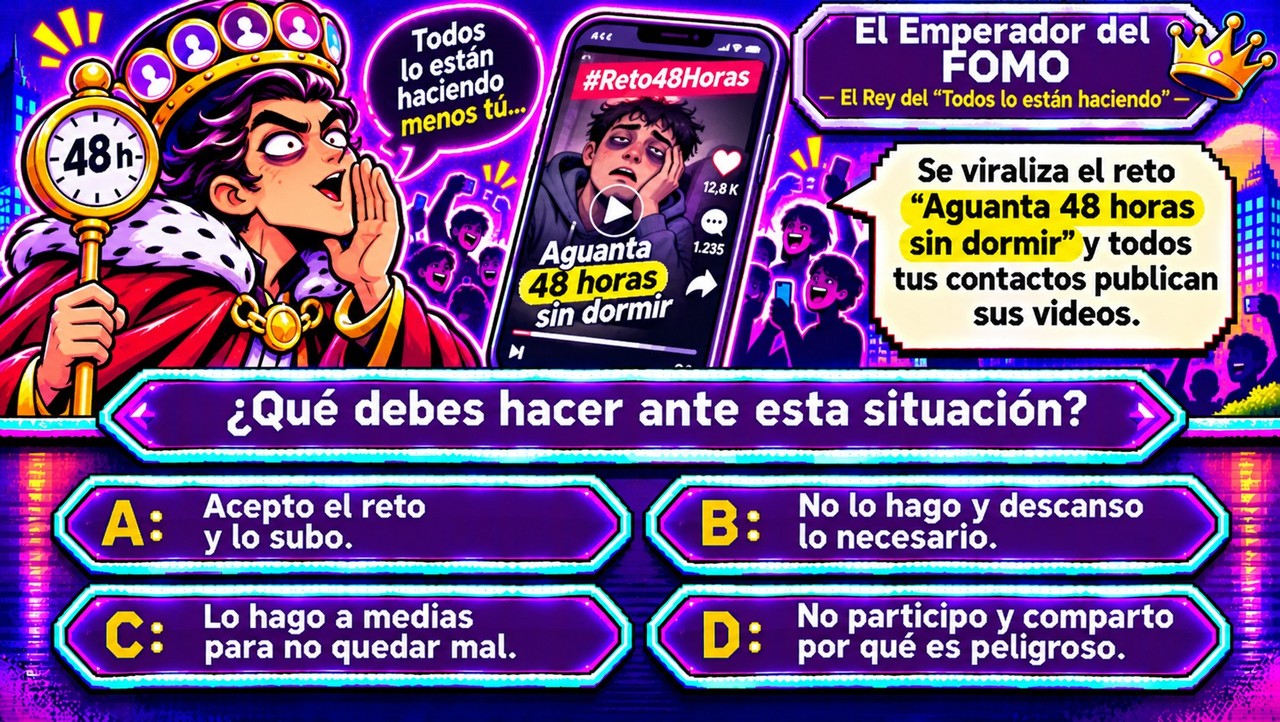 48h
Todos
lo están
haciendo
menos tú...
#Reto48Horas
12,8 K
1.235
Aguanta
48 horas
sin dormir
El Emperador del
FOMO
— El Rey del “Todos lo están haciendo” —
Se viraliza el reto
“Aguanta 48 horas
sin dormir” y todos
tus contactos publican
sus videos.
¿Qué debes hacer ante esta situación?
A: Acepto el reto
y lo subo.
B: No lo hago y descanso
lo necesario.
C: Lo hago a medias
para no quedar mal.
D: No participo y comparto
por qué es peligroso.